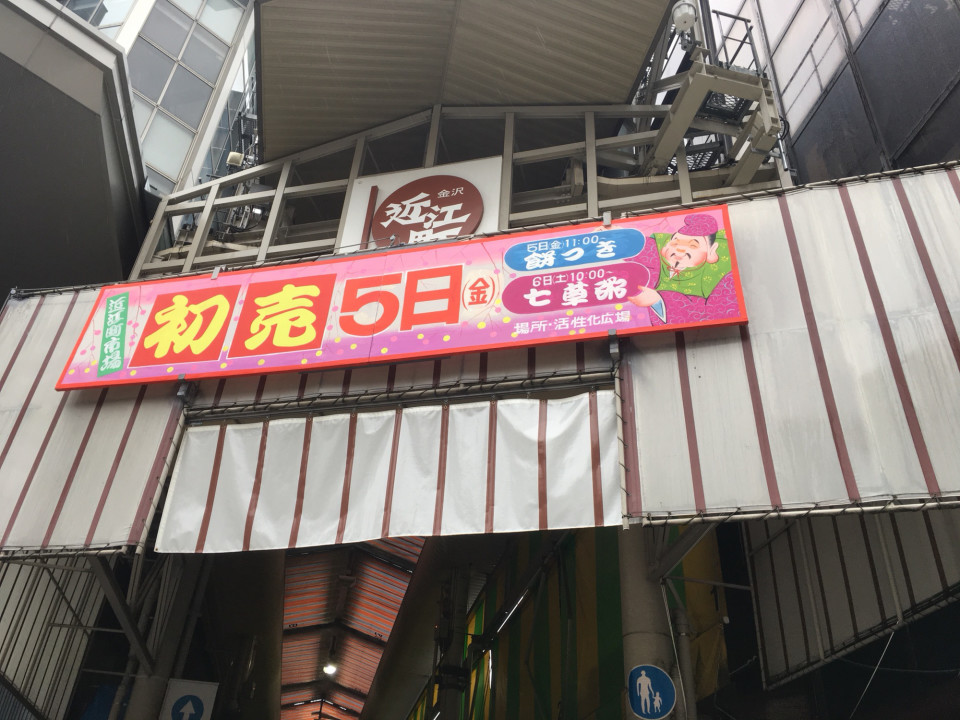 金沢
近江町
近江町市場
初売 5日(金)
5日(金)11:00~
餅つき
6日(土)10:00~
七草粥
場所・活性化広場